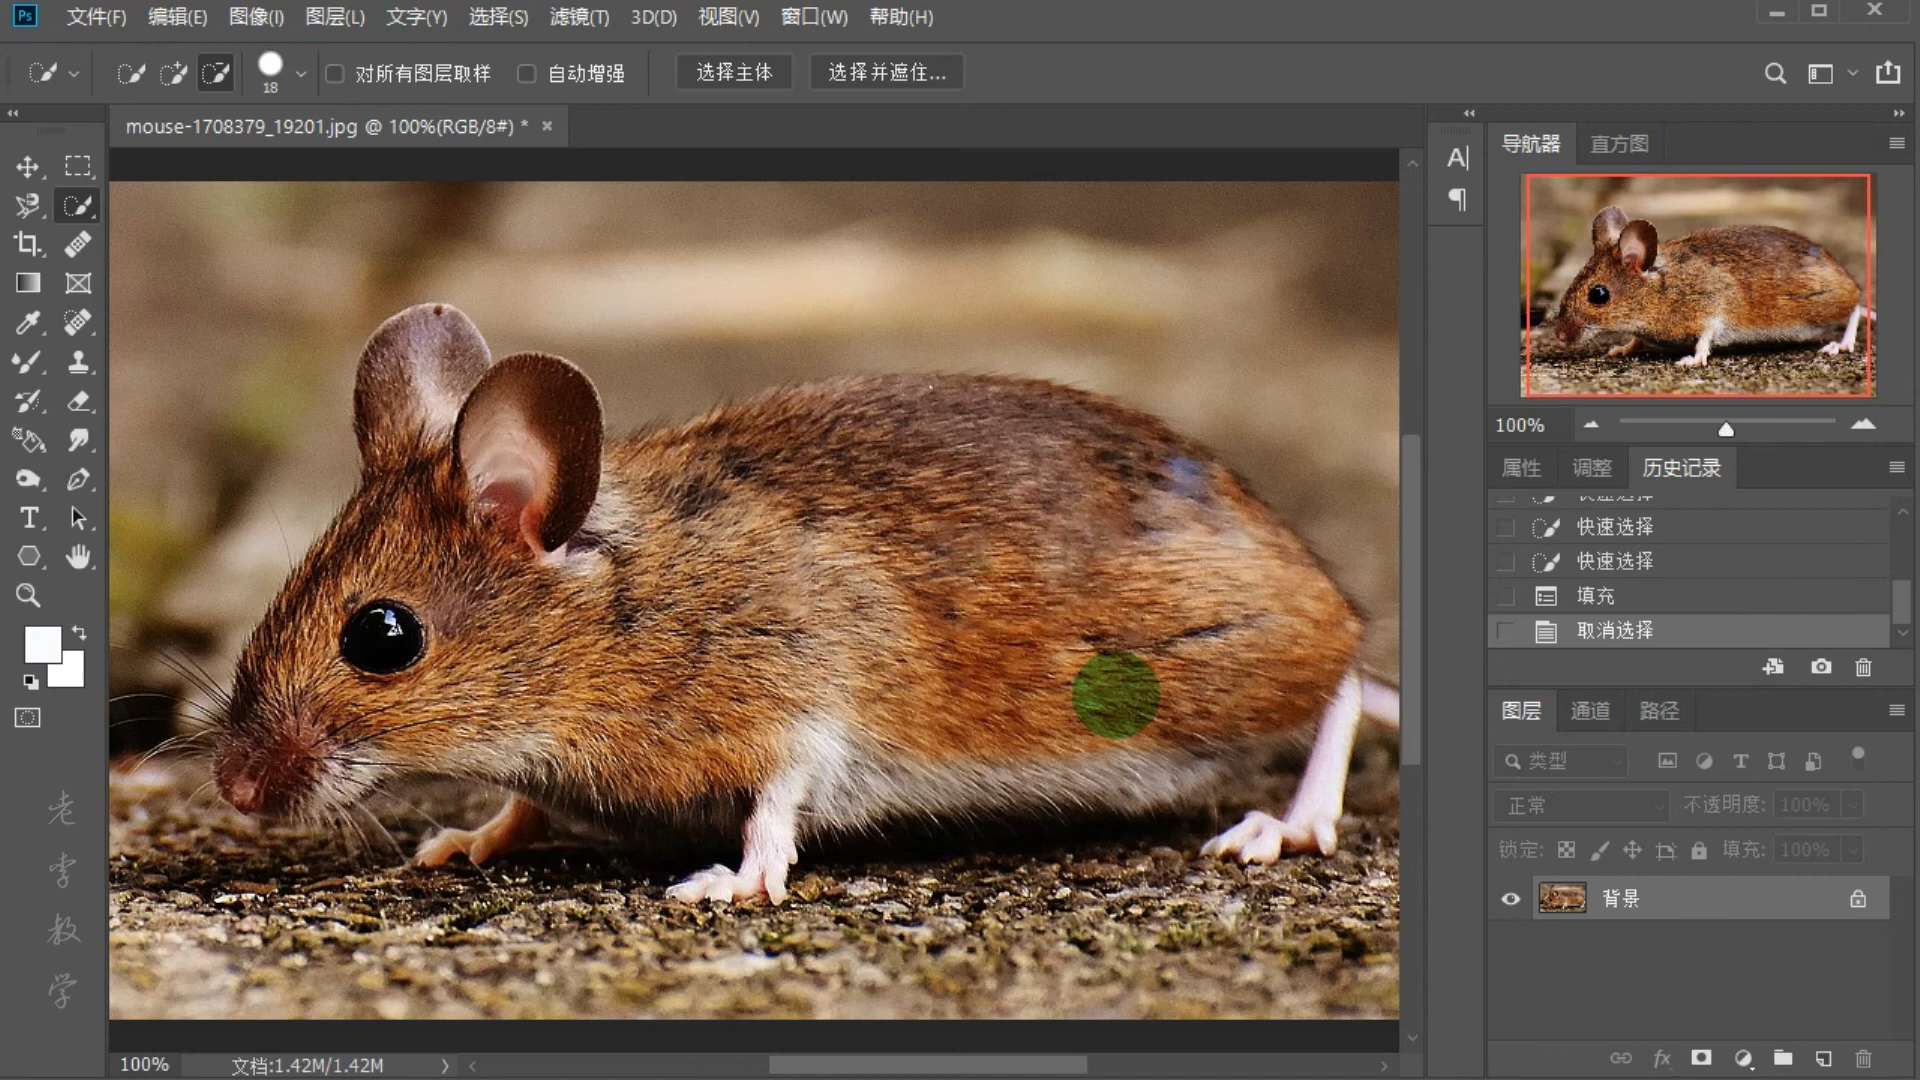 Ps 文件(F) 编辑(E) 图像(I) 图层(L) 文字(Y) 选择(S) 滤镜(T) 3D(D) 视图(V) 窗口(W) 帮助(H)
18 对所有图层取样 自动增强 选择主体 选择并遮住...
mouse-1708379_19201.jpg @ 100%(RGB/8#) *
导航器 直方图
100%
属性 调整 历史记录
快速选择
快速选择
快速选择
填充
取消选择
图层 通道 路径
类型
正常 不透明度: 100%
锁定: 填充: 100%
背景
fx
老
李
教
学
100% 文档:1.42M/1.42M